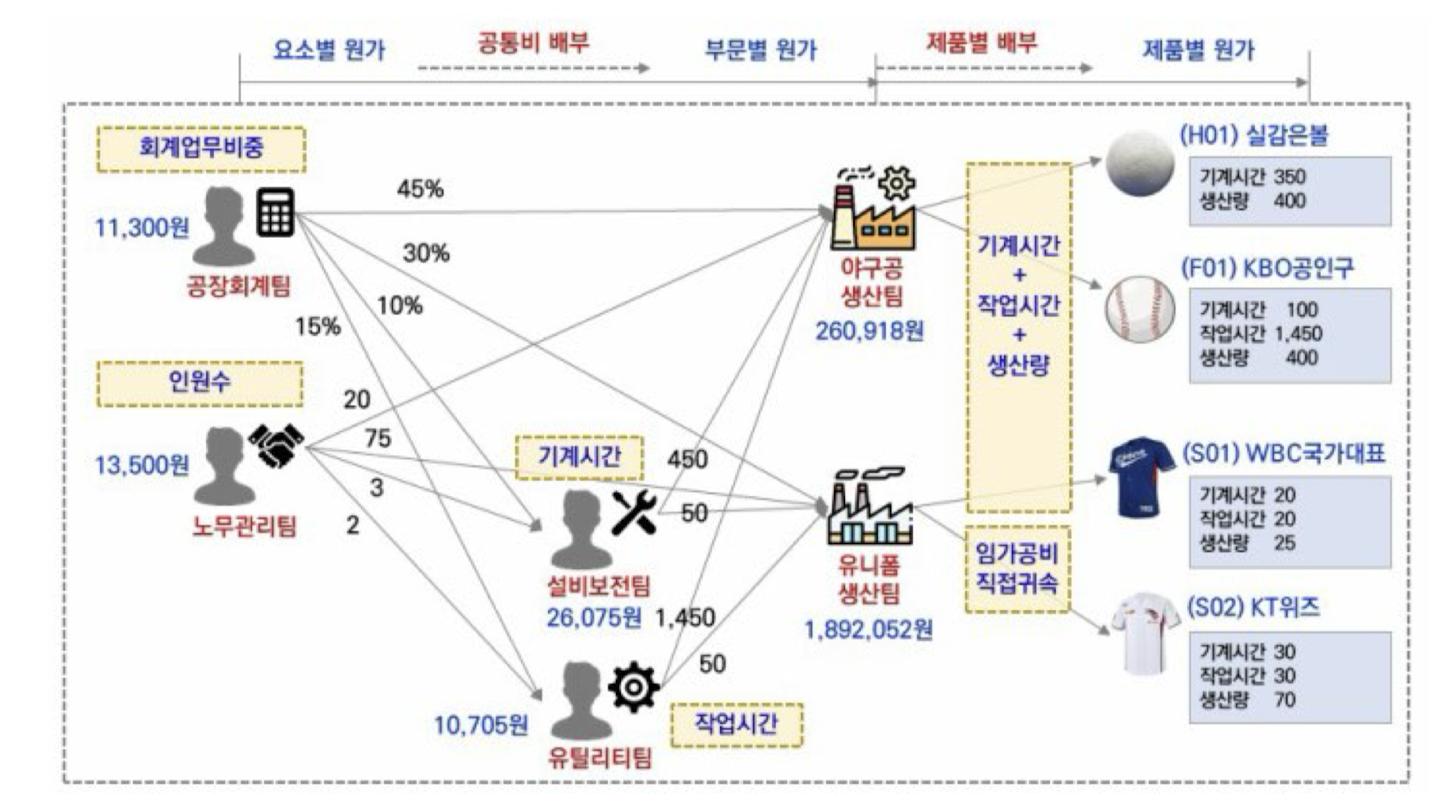 요소별 원가
공통비 배부
부문별 원가
제품별 배부
제품별 원가
회계업무비중
11,300원
공장회계팀
45%
30%
10%
15%
인원수
13,500원
노무관리팀
20
75
3
2
기계시간
450
50
설비보전팀
26,075원
1,450
50
10,705원
유틸리티팀
작업시간
야구공
생산팀
260,918원
유니폼
생산팀
1,892,052원
기계시간
+
작업시간
+
생산량
임가공비
직접귀속
(H01) 실감은볼
기계시간 350
생산량 400
(F01) KBO공인구
기계시간 100
작업시간 1,450
생산량 400
(S01) WBC국가대표
기계시간 20
작업시간 20
생산량 25
(S02) KT위즈
기계시간 30
작업시간 30
생산량 70